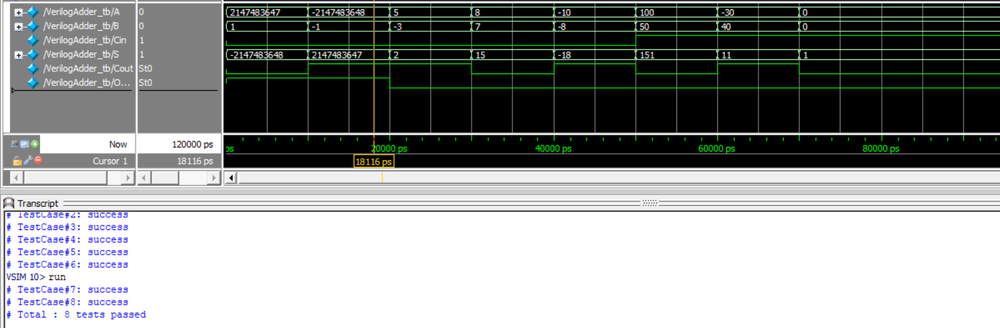 /VerilogAdder_tb/A 0 2147483647 -2147483648 5 8 -10 100 -30 0
/VerilogAdder_tb/B 0 1 -1 -3 7 -8 50 40 0
/VerilogAdder_tb/Cin 1
/VerilogAdder_tb/S 1 -2147483648 2147483647 2 15 -18 151 11 1
/VerilogAdder_tb/Cout St0
/VerilogAdder_tb/O... St0
Now 120000 ps ps 20000 ps 40000 ps 60000 ps 80000 ps
Cursor 1 18116 ps 18116 ps
Transcript
# TestCase#2: success
# TestCase#3: success
# TestCase#4: success
# TestCase#5: success
# TestCase#6: success
VSIM 10> run
# TestCase#7: success
# TestCase#8: success
# Total : 8 tests passed